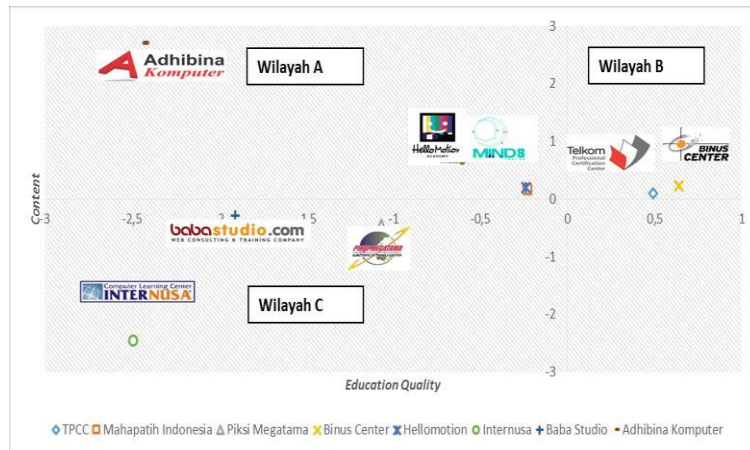 3
Adhibina
Komputer
Wilayah A
Wilayah B
2
1
HelloMotion
ACADEMY
MIND8
Telkom
Professional
Certification
Center
BINUS
CENTER
Content
-3
-2,5
1 5
-1
-0,5
0
0
0,5
1
babastudio.com
WEB CONSULTING & TRAINING COMPANY
PIKSI MEGATAMA
-1
Computer Learning Center
INTERNUSA
Wilayah C
-2
-3
Education Quality
TPCC Mahapatih Indonesia Piksi Megatama Binus Center Hellomotion Internusa Baba Studio Adhibina Komputer